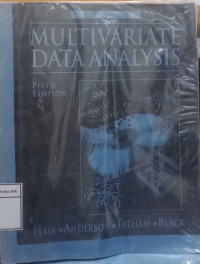 MULTIVARIATE
DATA ANALYSIS
FIFTH
EDITION
HAIR • ANDERSON • TATHAM • BLACK